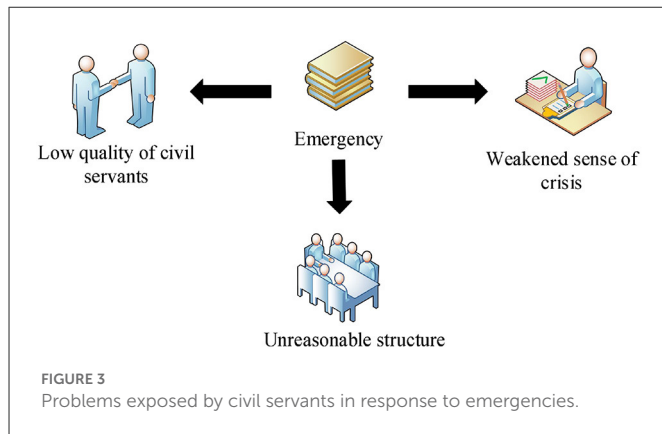 Emergency
Low quality of civil
servants
Weakened sense of
crisis
Unreasonable structure
FIGURE 3
Problems exposed by civil servants in response to emergencies.